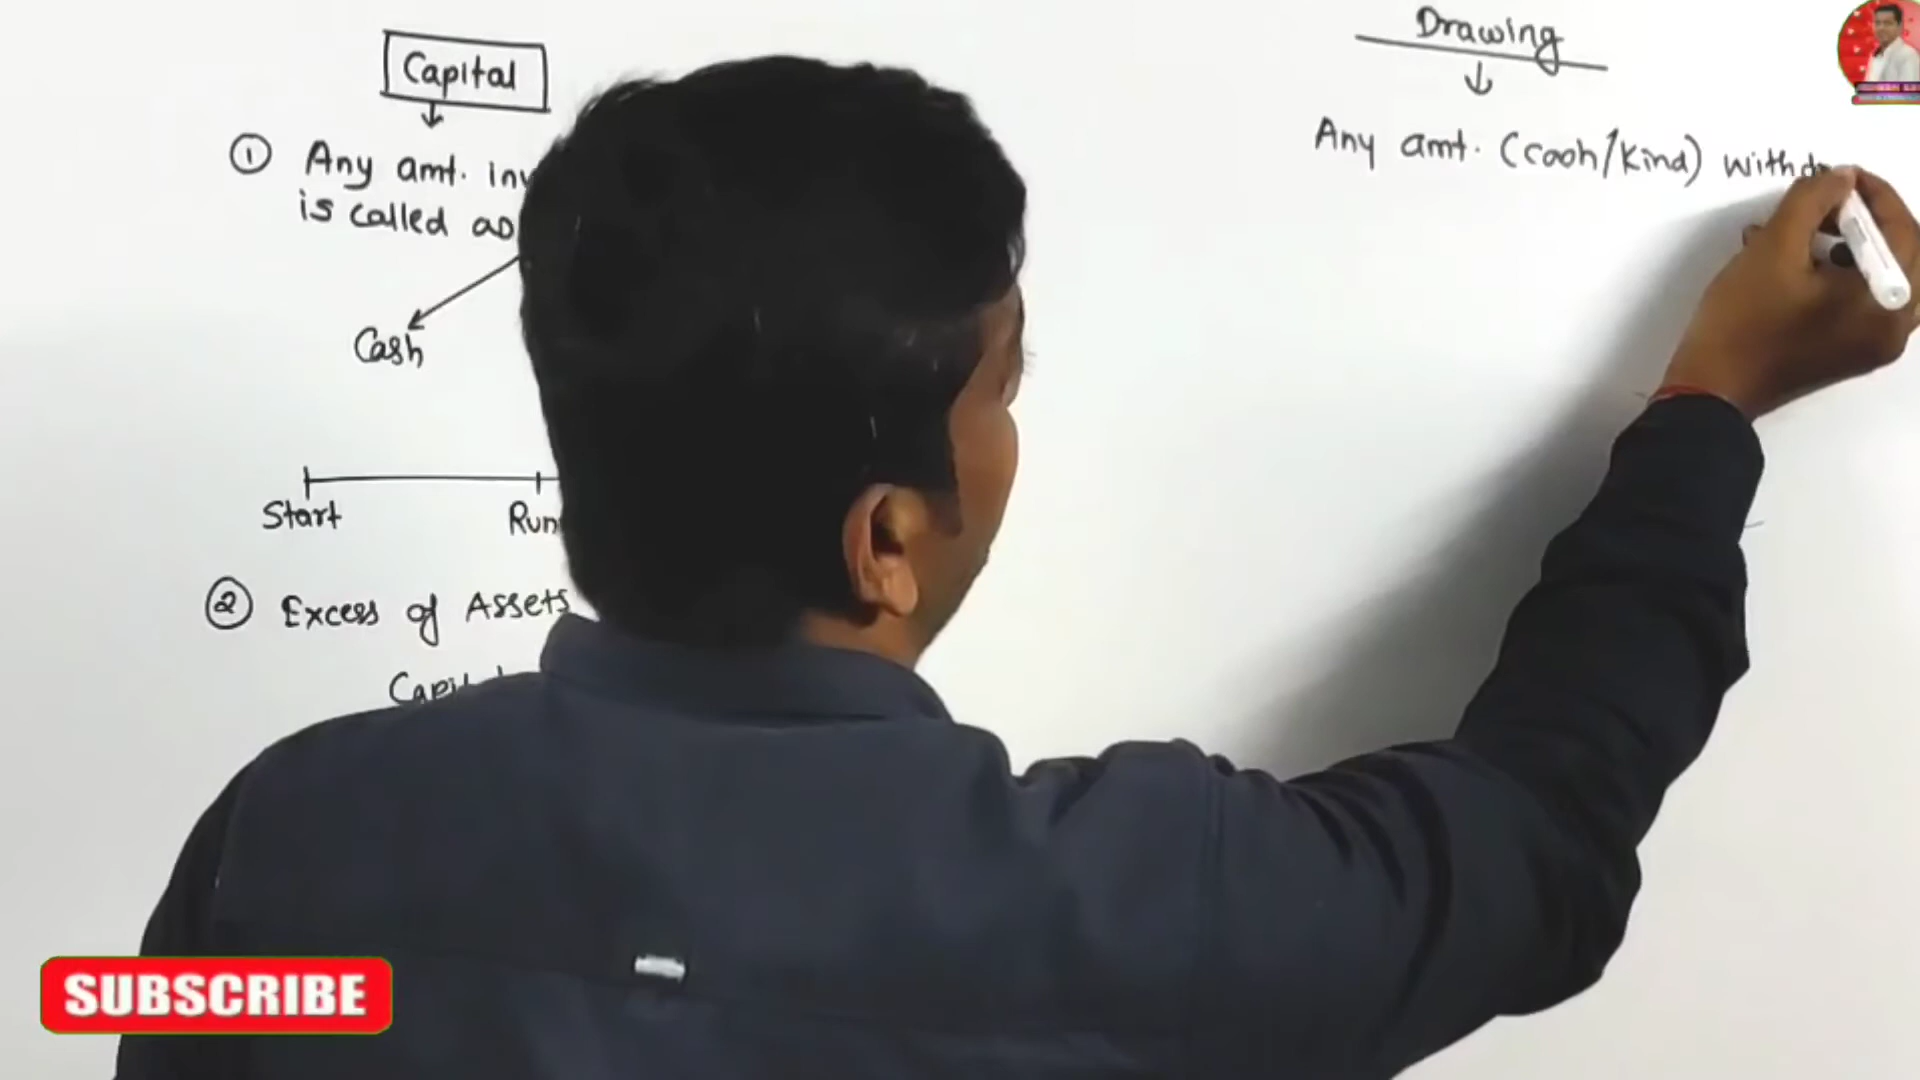 Capital
① Any amt. inv
is called as
Cash
Start Run
② Excess of Assets
Capit
Drawing
Any amt. (cash/kind) withd
SUBSCRIBE